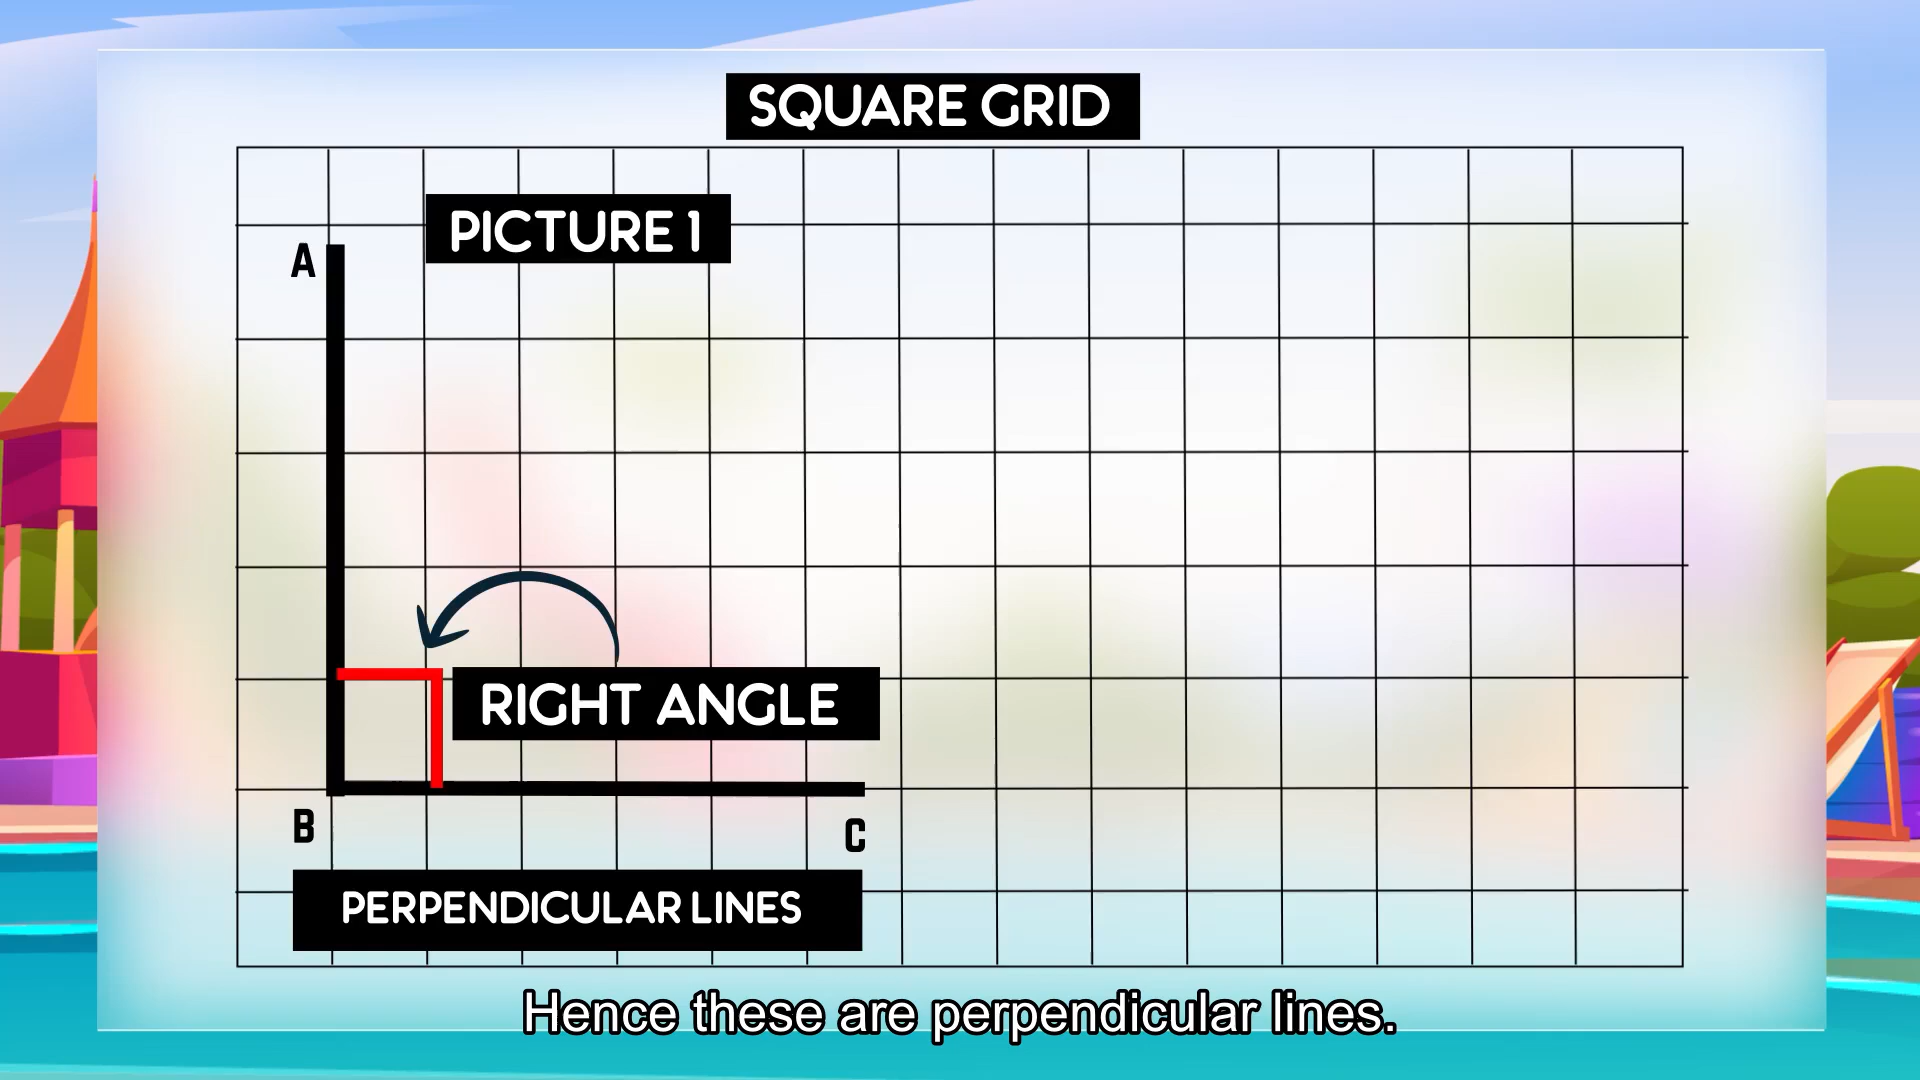 SQUARE GRID
PICTURE 1
A
RIGHT ANGLE
B
C
PERPENDICULAR LINES
Hence these are perpendicular lines.